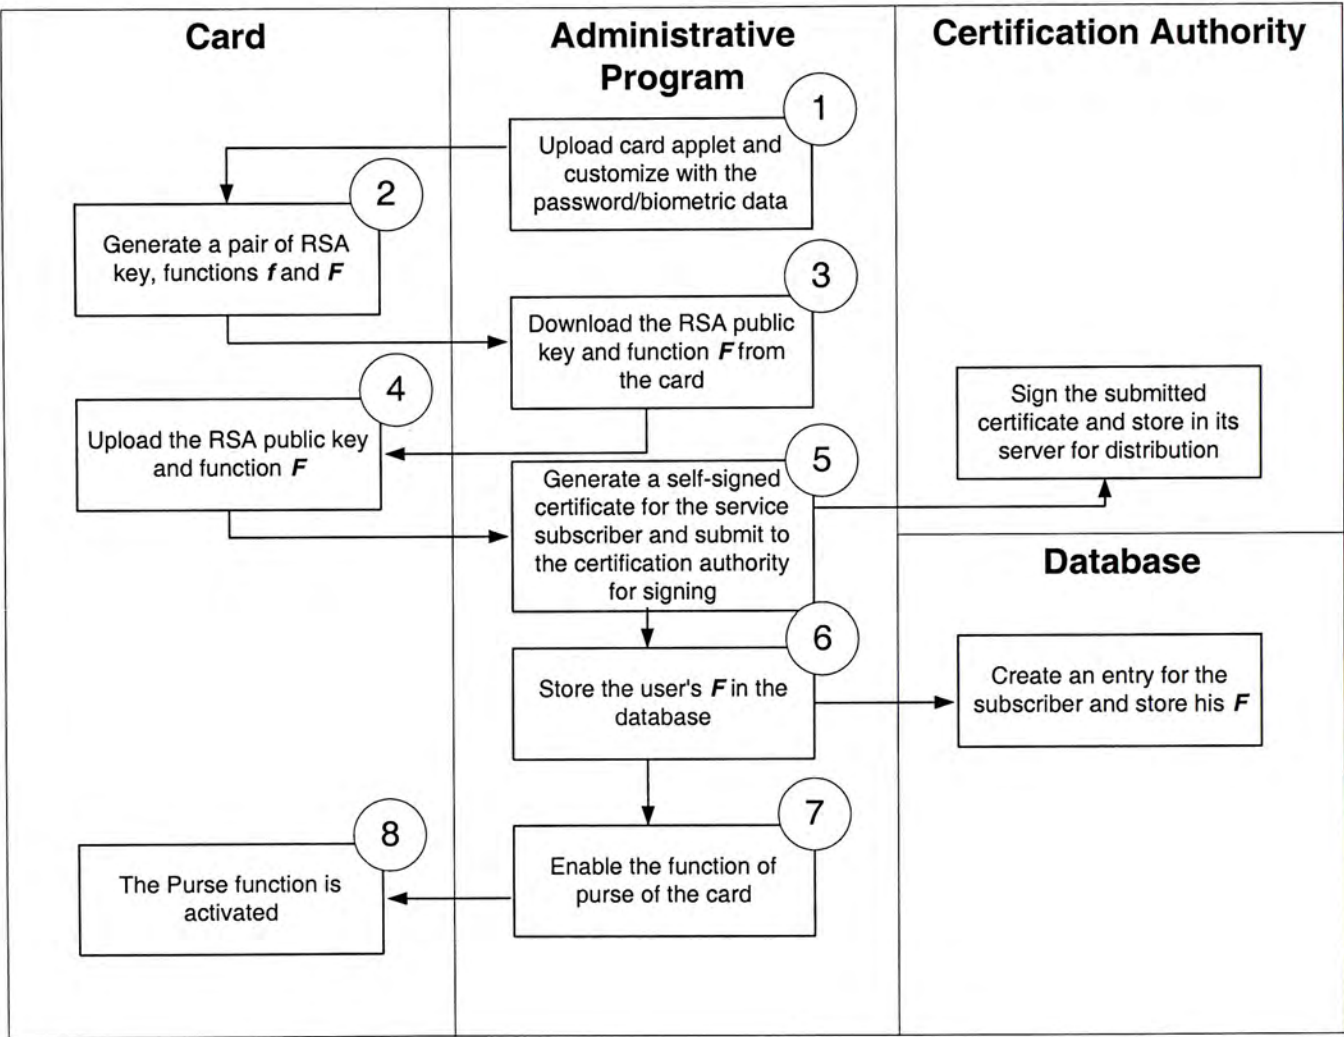 Card
Administrative
Program
Certification Authority
1
Upload card applet and
customize with the
password/biometric data
2
Generate a pair of RSA
key, functions f and F
3
Download the RSA public
key and function F from
the card
4
Upload the RSA public key
and function F
5
Generate a self-signed
certificate for the service
subscriber and submit to
the certification authority
for signing
Sign the submitted
certificate and store in its
server for distribution
Database
6
Store the user's F in the
database
Create an entry for the
subscriber and store his F
7
Enable the function of
purse of the card
8
The Purse function is
activated